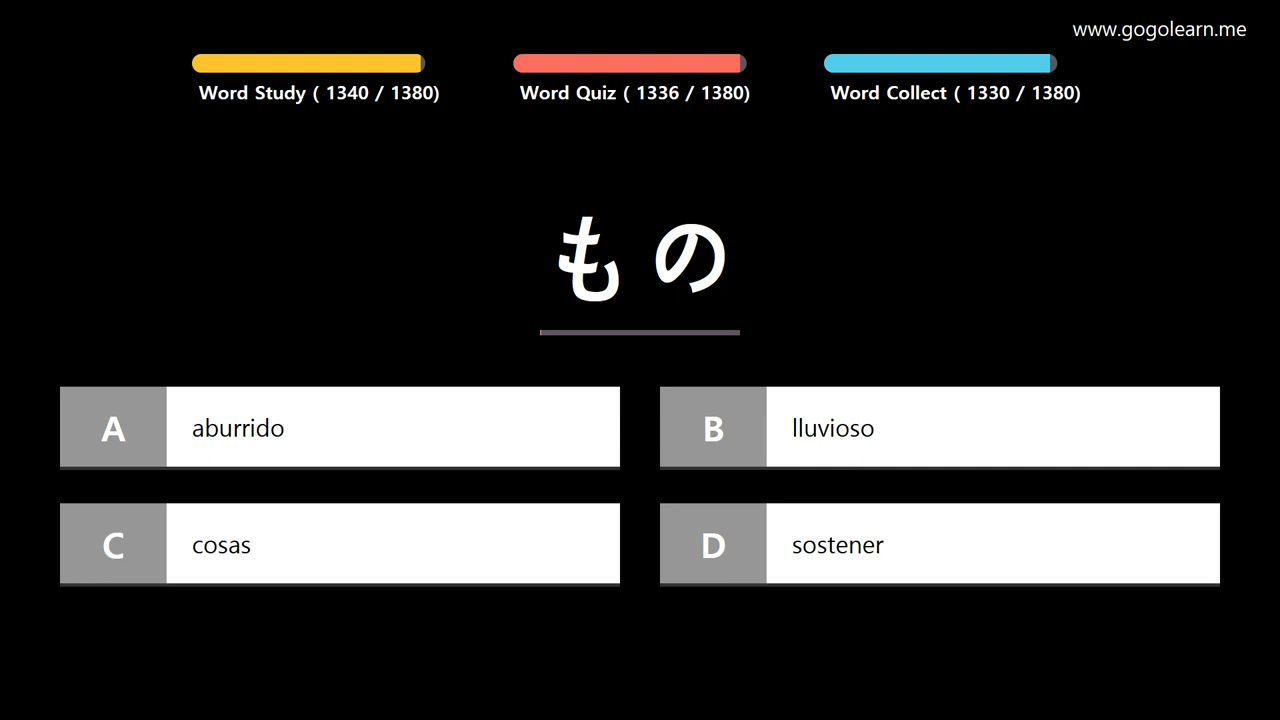 www.gogolearn.me
Word Study ( 1340 / 1380)
Word Quiz ( 1336 / 1380)
Word Collect ( 1330 / 1380)
もの
A aburrido
B lluvioso
C cosas
D sostener